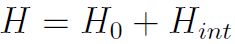 H = H_0 + H_{int}